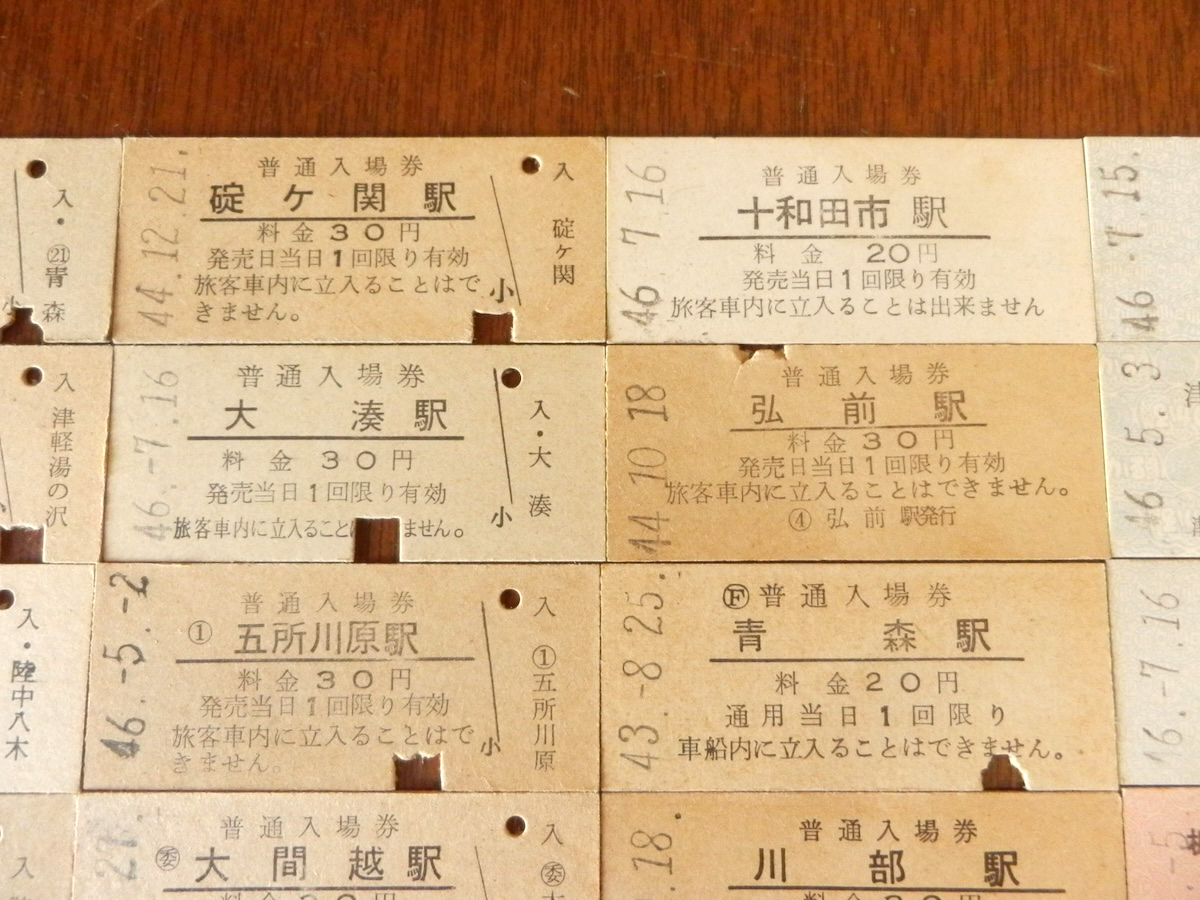 入・㉑青森
小
44.12.21.
普通入場券
碇ケ関駅
料金30円
発売日当日1回限り有効
旅客車内に立入ることはで
きません。
小
入 碇ヶ関
46 7.16
普通入場券
十和田市駅
料金 20円
発売当日1回限り有効
旅客車内に立入ることは出来ません
46.7.15.
入 津軽湯の沢
46.-7.16
普通入場券
大湊駅
料金30円
発売当日1回限り有効
旅客車内に立入ること ません。
小
入・大湊
44 10 18
普通入場券
弘前駅
料金30円
発売日当日1回限り有効
旅客車内に立入ることはできません。
④ 弘前駅発行
46 5.3
入・陸中八木
46.-5.-2
普通入場券
① 五所川原駅
料金30円
発売当日1回限り有効
旅客車内に立入ることはで
きません。
小
入 ①五所川原
43.-8 25.
Ⓕ普通入場券
青森駅
料金20円
通用当日1回限り
車船内に立入ることはできません。
16.-7.16
入
27.
普通入場券
㊙委 大間越駅
入
.18.
普通入場券
川部駅